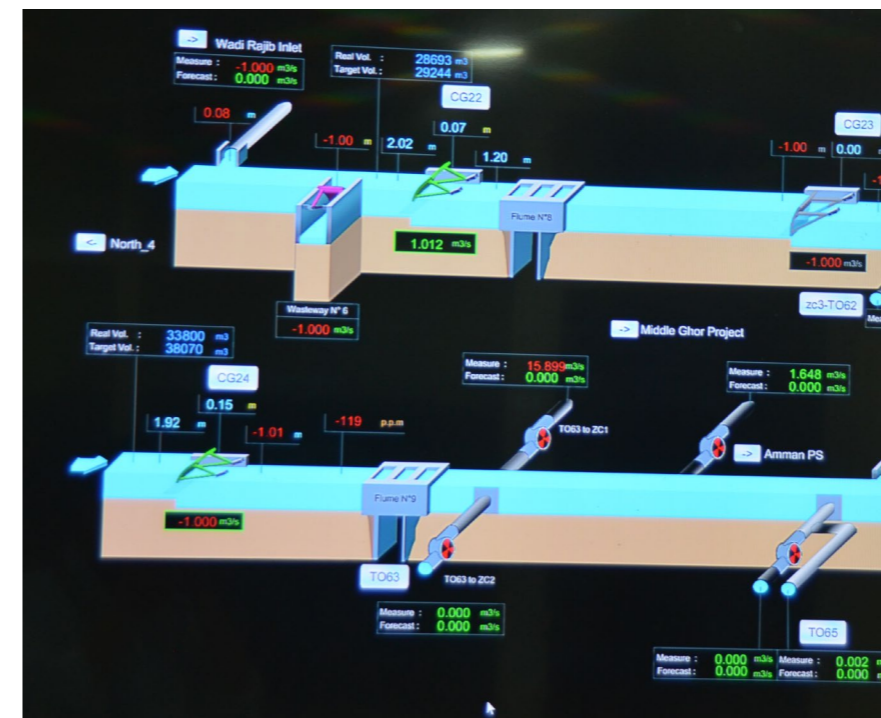 -> Wadi Rajib Inlet
Measure : -1.000 m3/s
Forecast : 0.000 m3/s
Real Vol. : 28693 m3
Target Vol.: 29244 m3
CG22
CG23
0.08 m
-1.00 m
2.02 m
0.07 m
1.20 m
-1.00 m
0.00
Flume N°8
<- North_4
1.012 m3/s
-1.000 m3/s
Wasteway N° 6
-1.000 m3/s
zc3-TO62
-> Middle Ghor Project
Real Vol. : 33800 m3
Target Vol.: 38070 m3
CG24
Measure : 15.899 m3/s
Forecast : 0.000 m3/s
Measure : 1.648 m3/s
Forecast : 0.000 m3/s
1.92 m
0.15 m
-1.01 m
-119 p.p.m
TO63 to ZC1
-> Amman PS
Flume N°9
-1.000 m3/s
TO63
TO63 to ZC2
Measure : 0.000 m3/s
Forecast : 0.000 m3/s
TO65
Measure : 0.000 m3/s
Forecast : 0.000 m3/s
Measure : 0.002
Forecast : 0.000